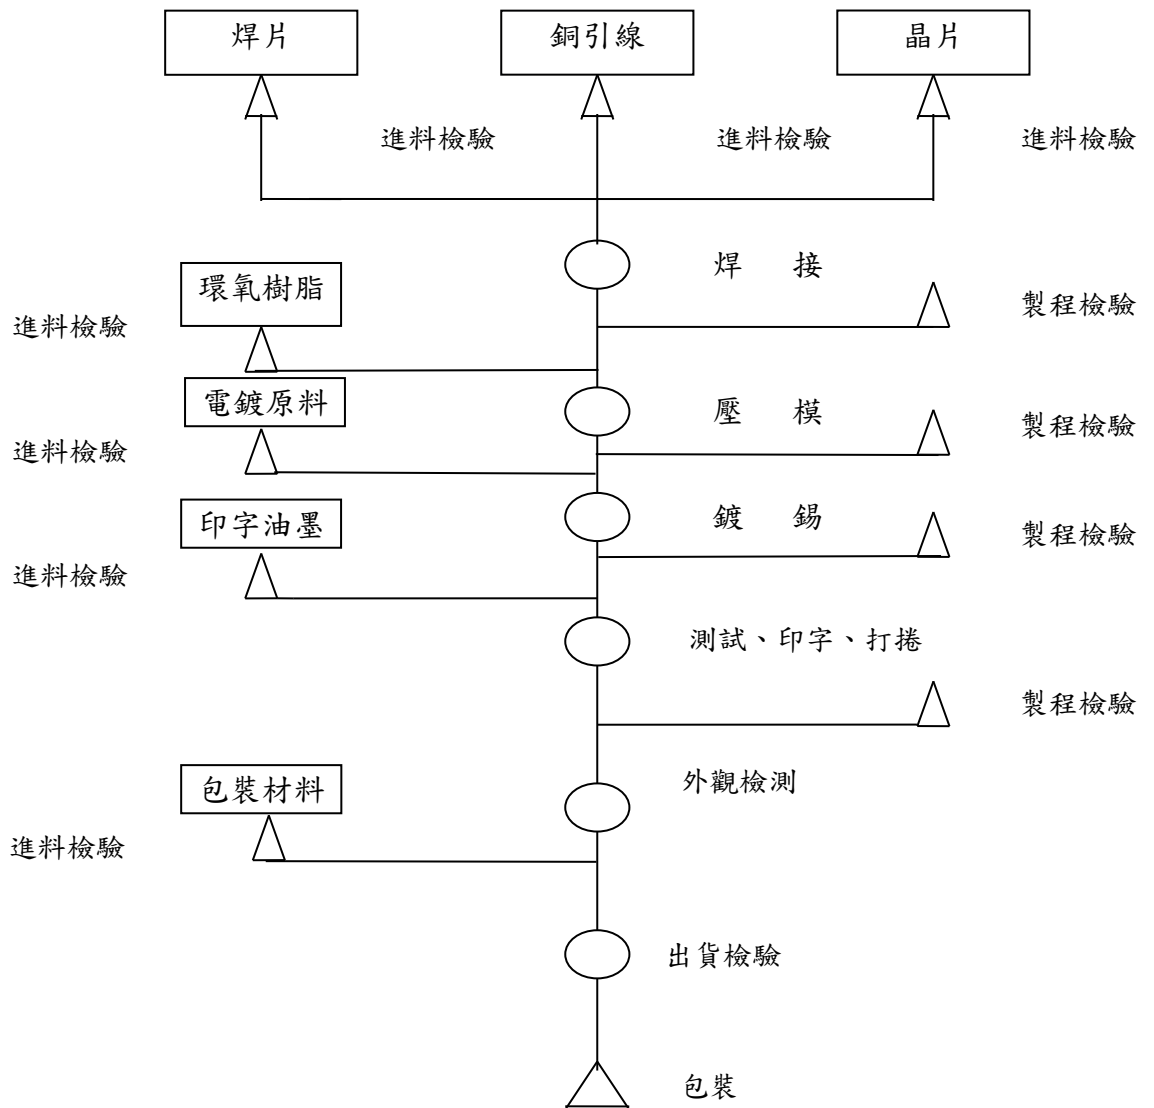 焊片
銅引線
晶片
進料檢驗
進料檢驗
進料檢驗
焊 接
環氧樹脂
製程檢驗
進料檢驗
電鍍原料
壓 模
製程檢驗
進料檢驗
印字油墨
鍍 錫
製程檢驗
進料檢驗
測試、印字、打捲
製程檢驗
外觀檢測
包裝材料
進料檢驗
出貨檢驗
包裝